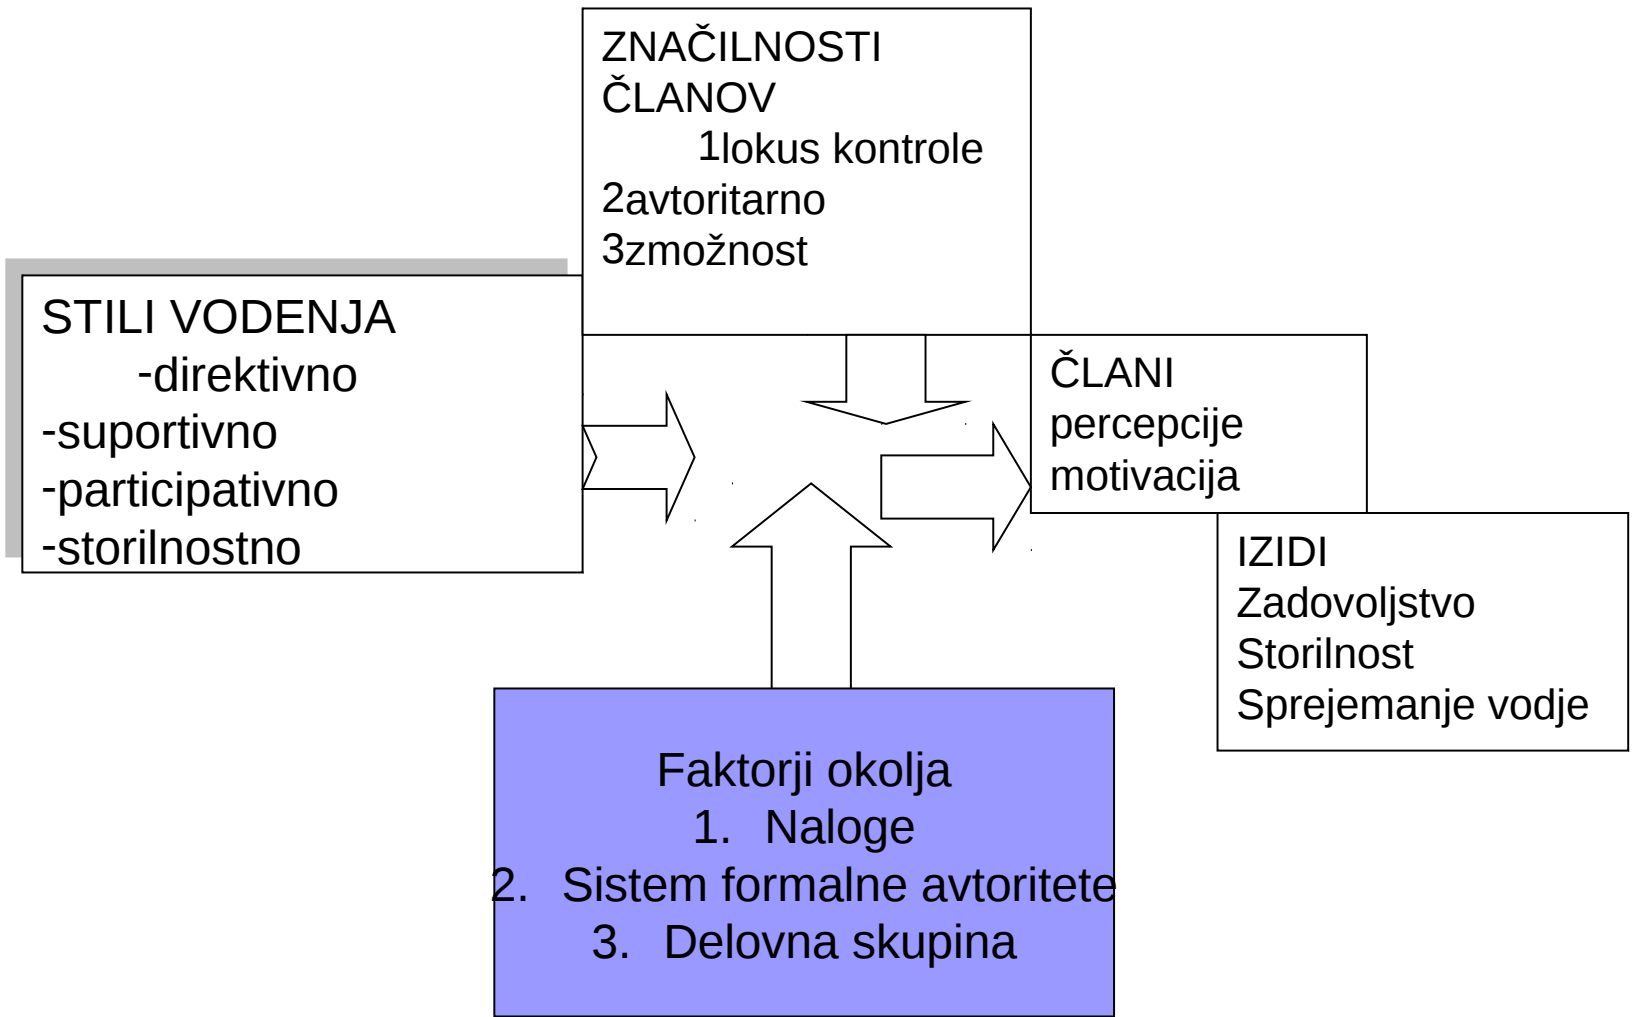 ZNAČILNOSTI
ČLANOV
1lokus kontrole
2avtoritarno
3zmožnost
STILI VODENJA
-direktivno
-suportivno
-participativno
-storilnostno
ČLANI
percepcije
motivacija
IZIDI
Zadovoljstvo
Storilnost
Sprejemanje vodje
Faktorji okolja
1. Naloge
2. Sistem formalne avtoritete
3. Delovna skupina